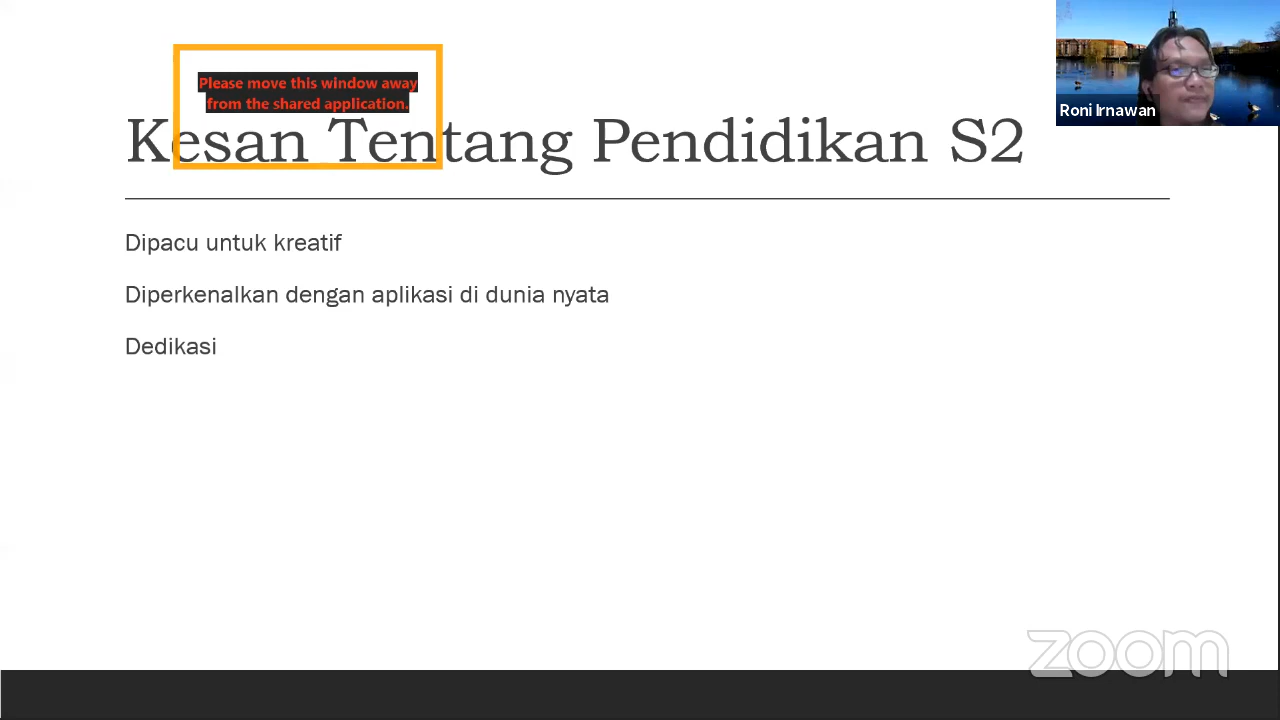 Please move this window away
from the shared application.
Kesan Tentang Pendidikan S2
Roni Irnawan
Dipacu untuk kreatif
Diperkenalkan dengan aplikasi di dunia nyata
Dedikasi
zoom